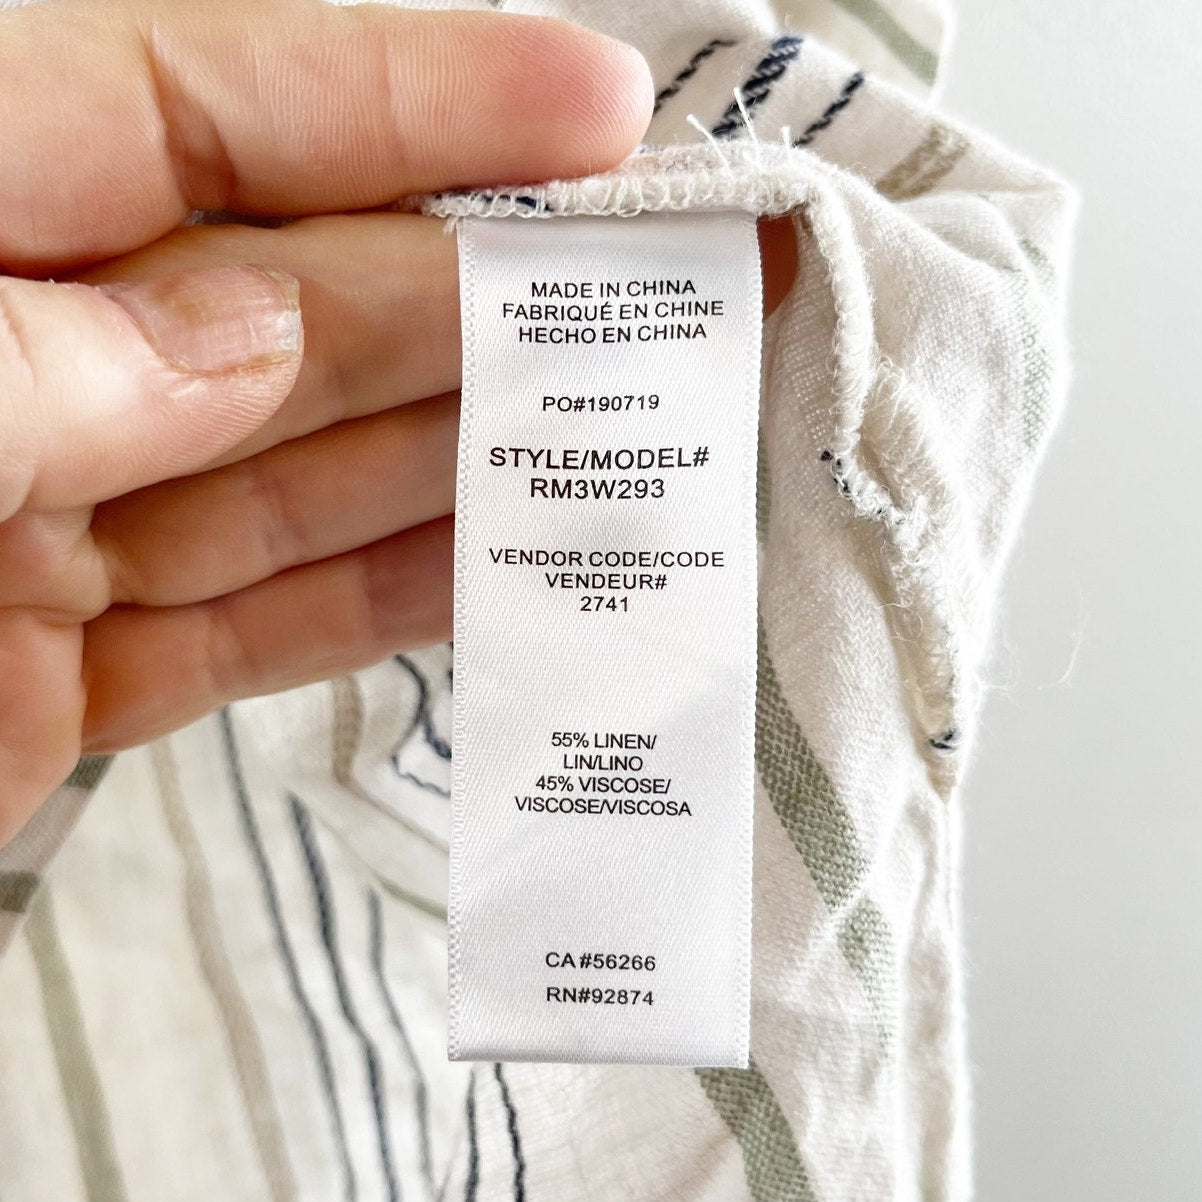 MADE IN CHINA
FABRIQUÉ EN CHINE
HECHO EN CHINA
PO#190719
STYLE/MODEL#
RM3W293
VENDOR CODE/CODE
VENDEUR#
2741
55% LINEN/
LIN/LINO
45% VISCOSE/
VISCOSE/VISCOSA
CA #56266
RN#92874